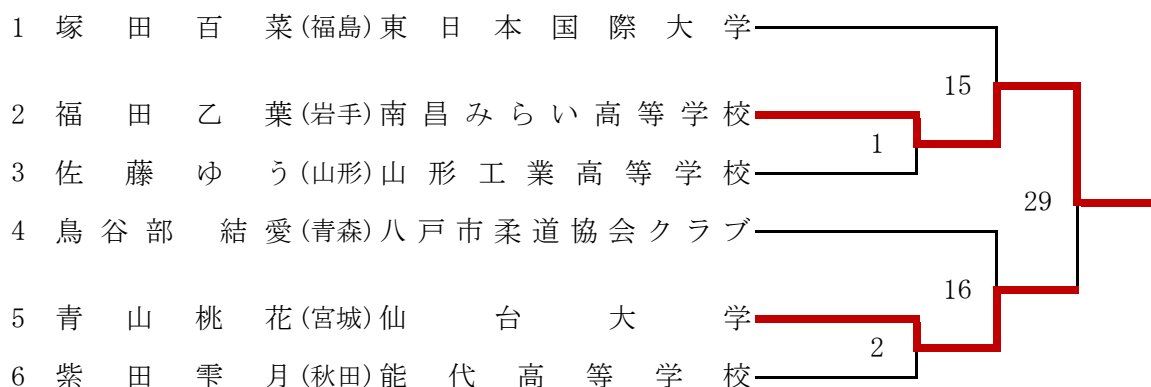 1 塚田百菜(福島)東日本国際大学
15
2 福田乙葉(岩手)南昌みらい高等学校
1
3 佐藤ゆう(山形)山形工業高等学校
29
4 鳥谷部結愛(青森)八戸市柔道協会クラブ
16
5 青山桃花(宮城)仙台大学
2
6 柴田雫月(秋田)能代高等学校